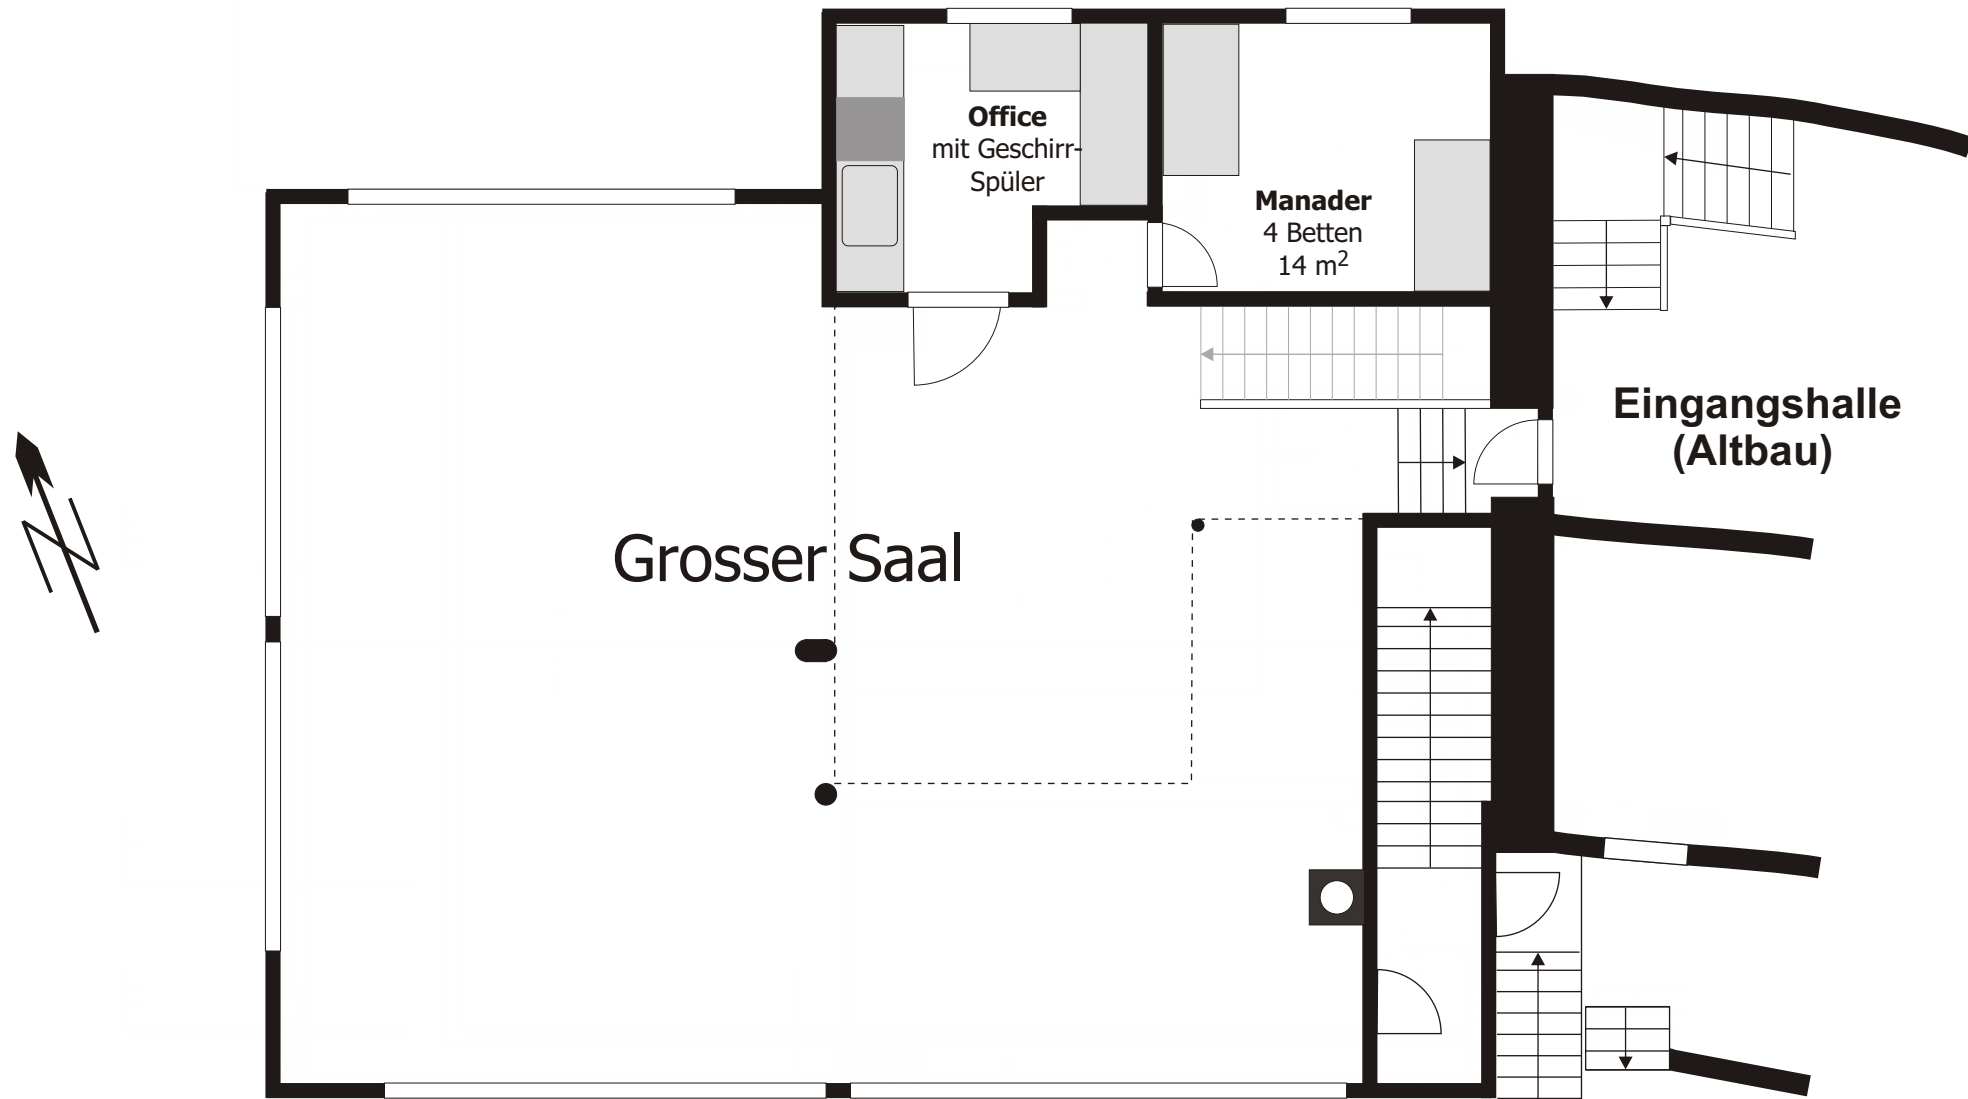 Office
mit Geschirr-
Spüler
Manader
4 Betten
14 m²
Eingangshalle
(Altbau)
Grosser Saal
N